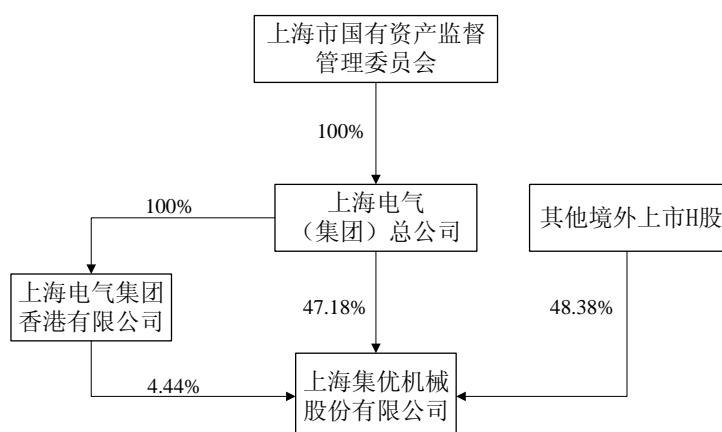 上海市国有资产监督
管理委员会
100%
100%
上海电气
（集团）总公司
其他境外上市H股
上海电气集团
香港有限公司
47.18%
48.38%
4.44%
上海集优机械
股份有限公司